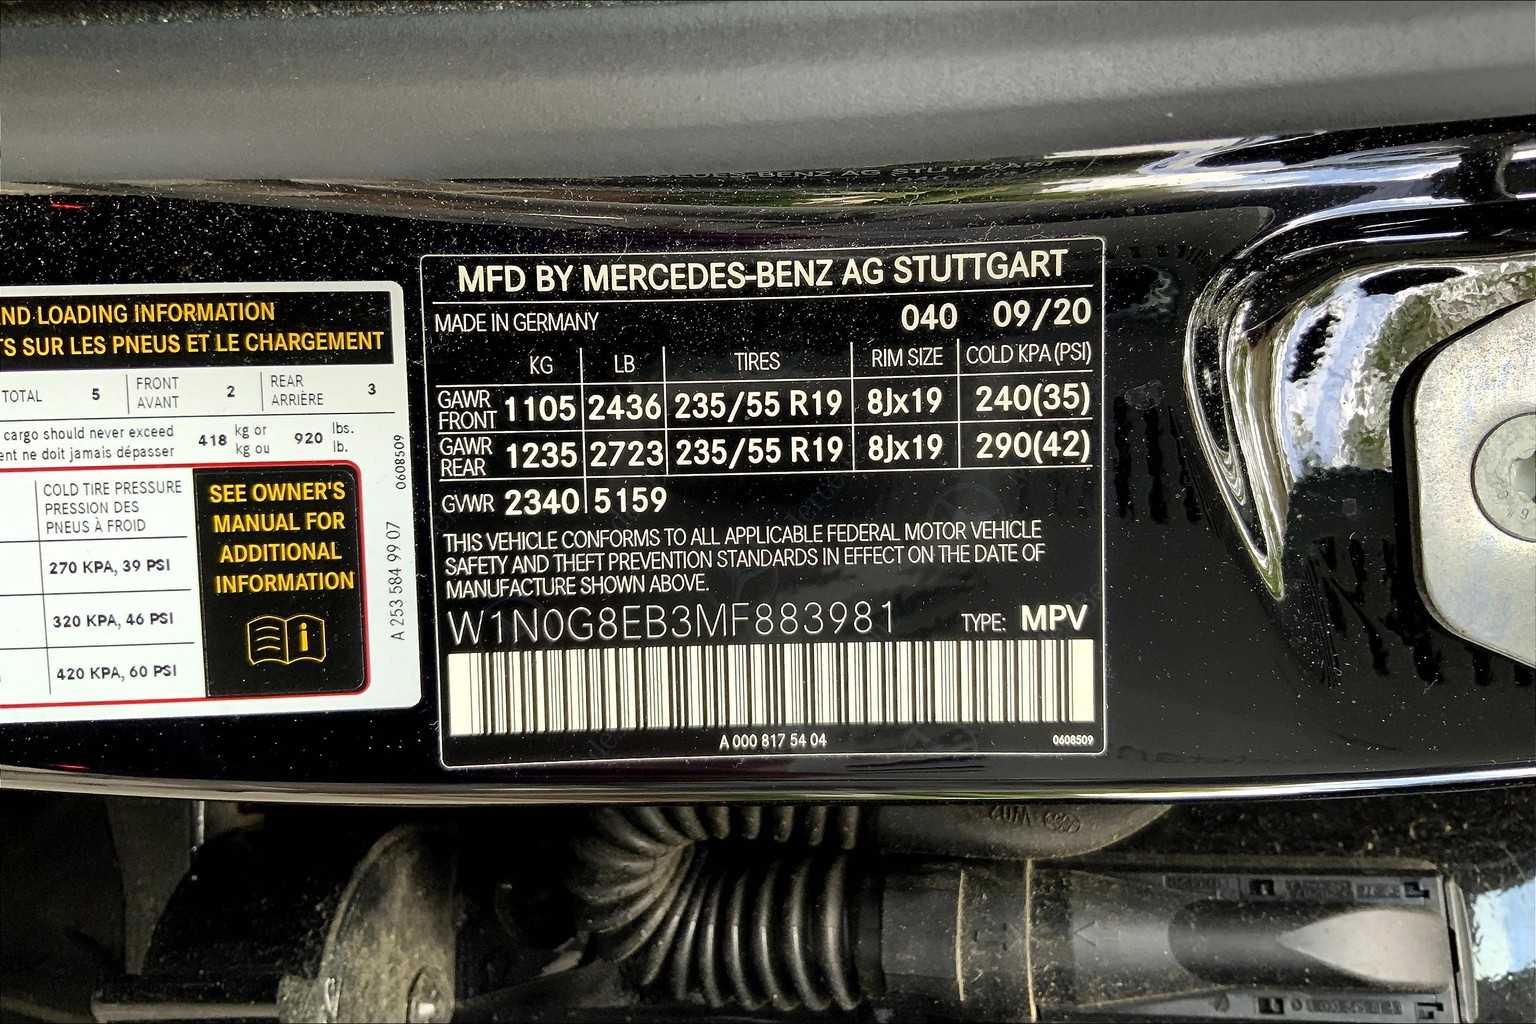 ND LOADING INFORMATION
TS SUR LES PNEUS ET LE CHARGEMENT
TOTAL 5 FRONT AVANT 2 REAR ARRIÈRE 3
cargo should never exceed 418 kg or 920 lbs.
ent ne doit jamais dépasser kg ou lb.
COLD TIRE PRESSURE
PRESSION DES
PNEUS À FROID
270 KPA, 39 PSI
320 KPA, 46 PSI
420 KPA, 60 PSI
SEE OWNER'S
MANUAL FOR
ADDITIONAL
INFORMATION
0608509
A 253 584 99 07
MFD BY MERCEDES-BENZ AG STUTTGART
MADE IN GERMANY 040 09/20
KG LB TIRES RIM SIZE COLD KPA (PSI)
GAWR FRONT 1105 2436 235/55 R19 8Jx19 240(35)
GAWR REAR 1235 2723 235/55 R19 8Jx19 290(42)
GVWR 2340 5159
THIS VEHICLE CONFORMS TO ALL APPLICABLE FEDERAL MOTOR VEHICLE
SAFETY AND THEFT PREVENTION STANDARDS IN EFFECT ON THE DATE OF
MANUFACTURE SHOWN ABOVE.
W1N0G8EB3MF883981 TYPE: MPV
A 000 817 54 04 0608509